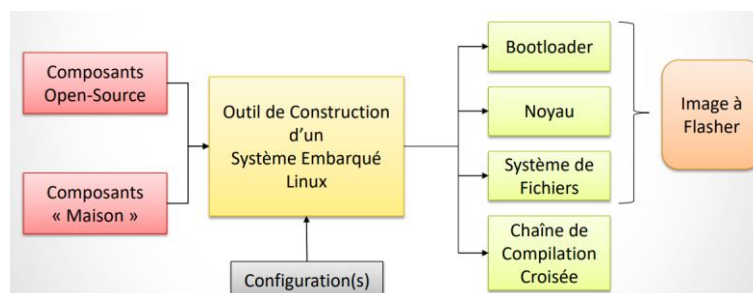 Composants
Open-Source
Composants
« Maison »
Outil de Construction
d'un
Système Embarqué
Linux
Configuration(s)
Bootloader
Noyau
Système de
Fichiers
Chaîne de
Compilation
Croisée
Image à
Flasher